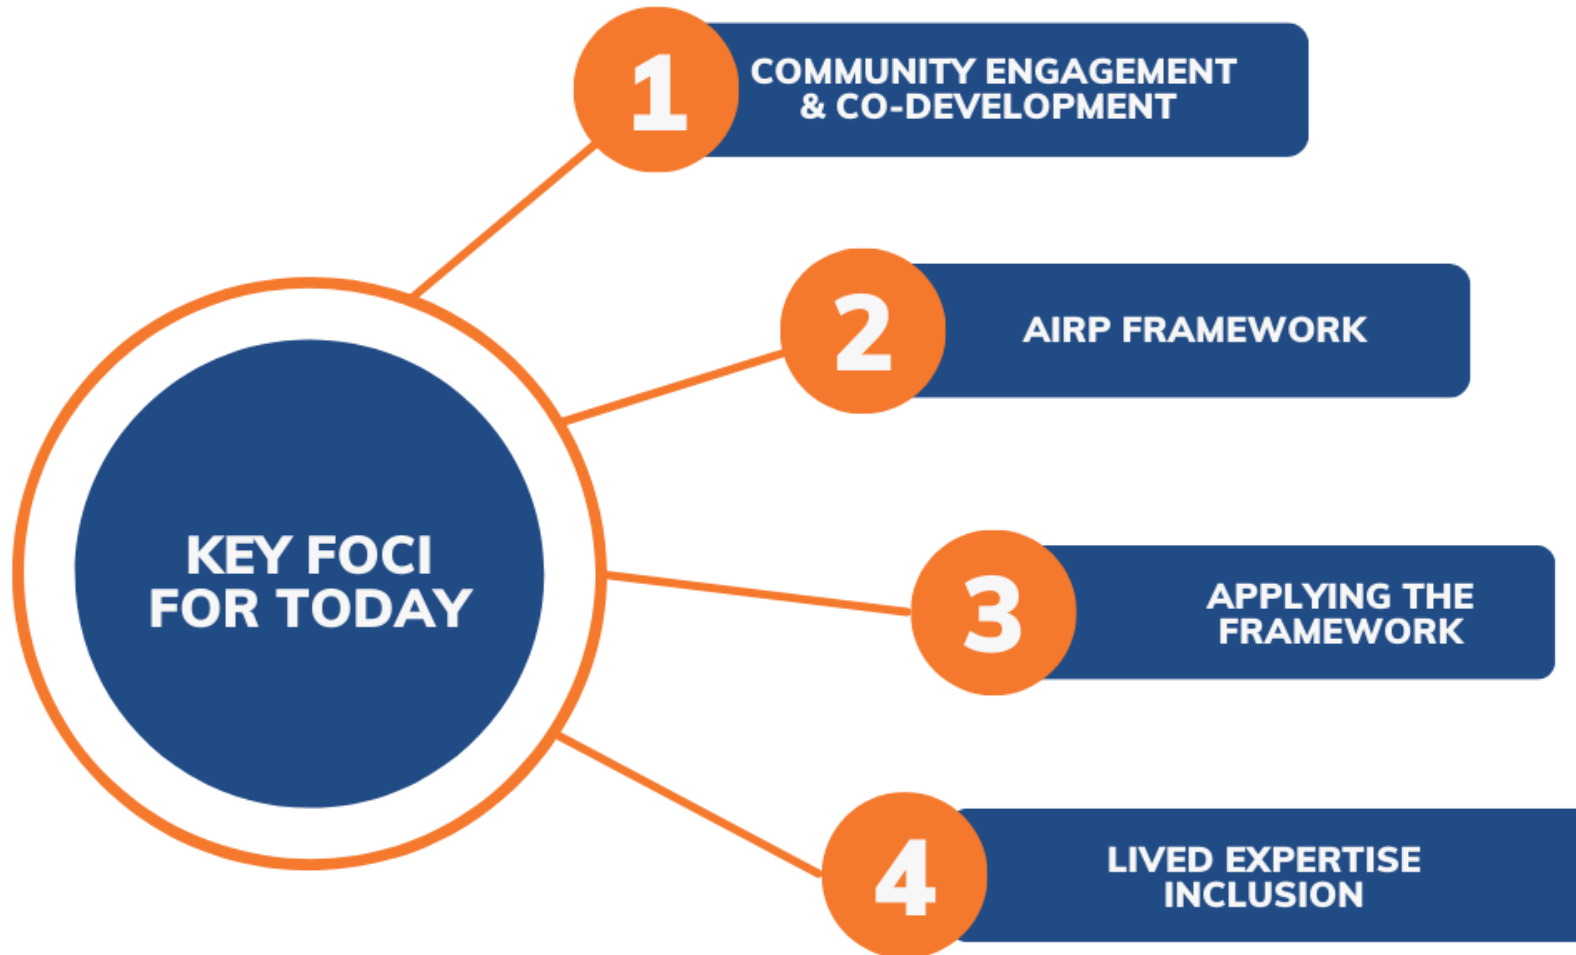 1
COMMUNITY ENGAGEMENT
& CO-DEVELOPMENT
2
AIRP FRAMEWORK
KEY FOCI
FOR TODAY
3
APPLYING THE
FRAMEWORK
4
LIVED EXPERTISE
INCLUSION